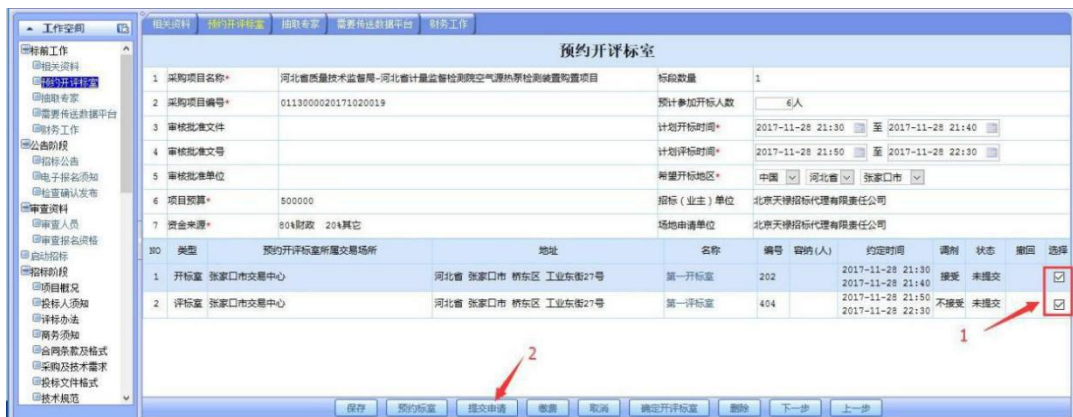 工作空间
相关资料 预约开评标室 抽取专家 需要传送数据平台 财务工作
标前工作
相关资料
预约开评标室
抽取专家
需要传送数据平台
财务工作
公告阶段
招标公告
电子报名须知
检查确认发布
审查资料
审查人员
审查报名资格
启动招标
招标阶段
项目概况
投标人须知
评标办法
商务须知
合同条款及格式
采购及技术需求
投标文件格式
技术规范
预约开评标室
1 采购项目名称* 河北省质量技术监督局-河北省计量监督检测院空气源热泵检测装置购置项目 标段数量 1
2 采购项目编号* 0113000020171020019 预计参加开标人数 6人
3 审核批准文件 计划开标时间* 2017-11-28 21:30 至 2017-11-28 21:40
4 审核批准文号 计划评标时间* 2017-11-28 21:50 至 2017-11-28 22:30
5 审核批准单位 希望开标地区* 中国 河北省 张家口市
6 项目预算* 500000 招标(业主)单位 北京天禄招标代理有限责任公司
7 资金来源* 80%财政 20%其它 场地申请单位 北京天禄招标代理有限责任公司
NO 类型 预约开评标室所属交易场所 地址 名称 编号 容纳(人) 约定时间 调剂 状态 撤回 选择
1 开标室 张家口市交易中心 河北省 张家口市 桥东区 工业东街27号 第一开标室 202 2017-11-28 21:30 接受 未提交
2017-11-28 21:40
2 评标室 张家口市交易中心 河北省 张家口市 桥东区 工业东街27号 第一评标室 404 2017-11-28 21:50 不接受 未提交
2017-11-28 22:30
1
2
保存 预约标室 提交申请 缴费 取消 确定开评标室 删除 下一步 上一步